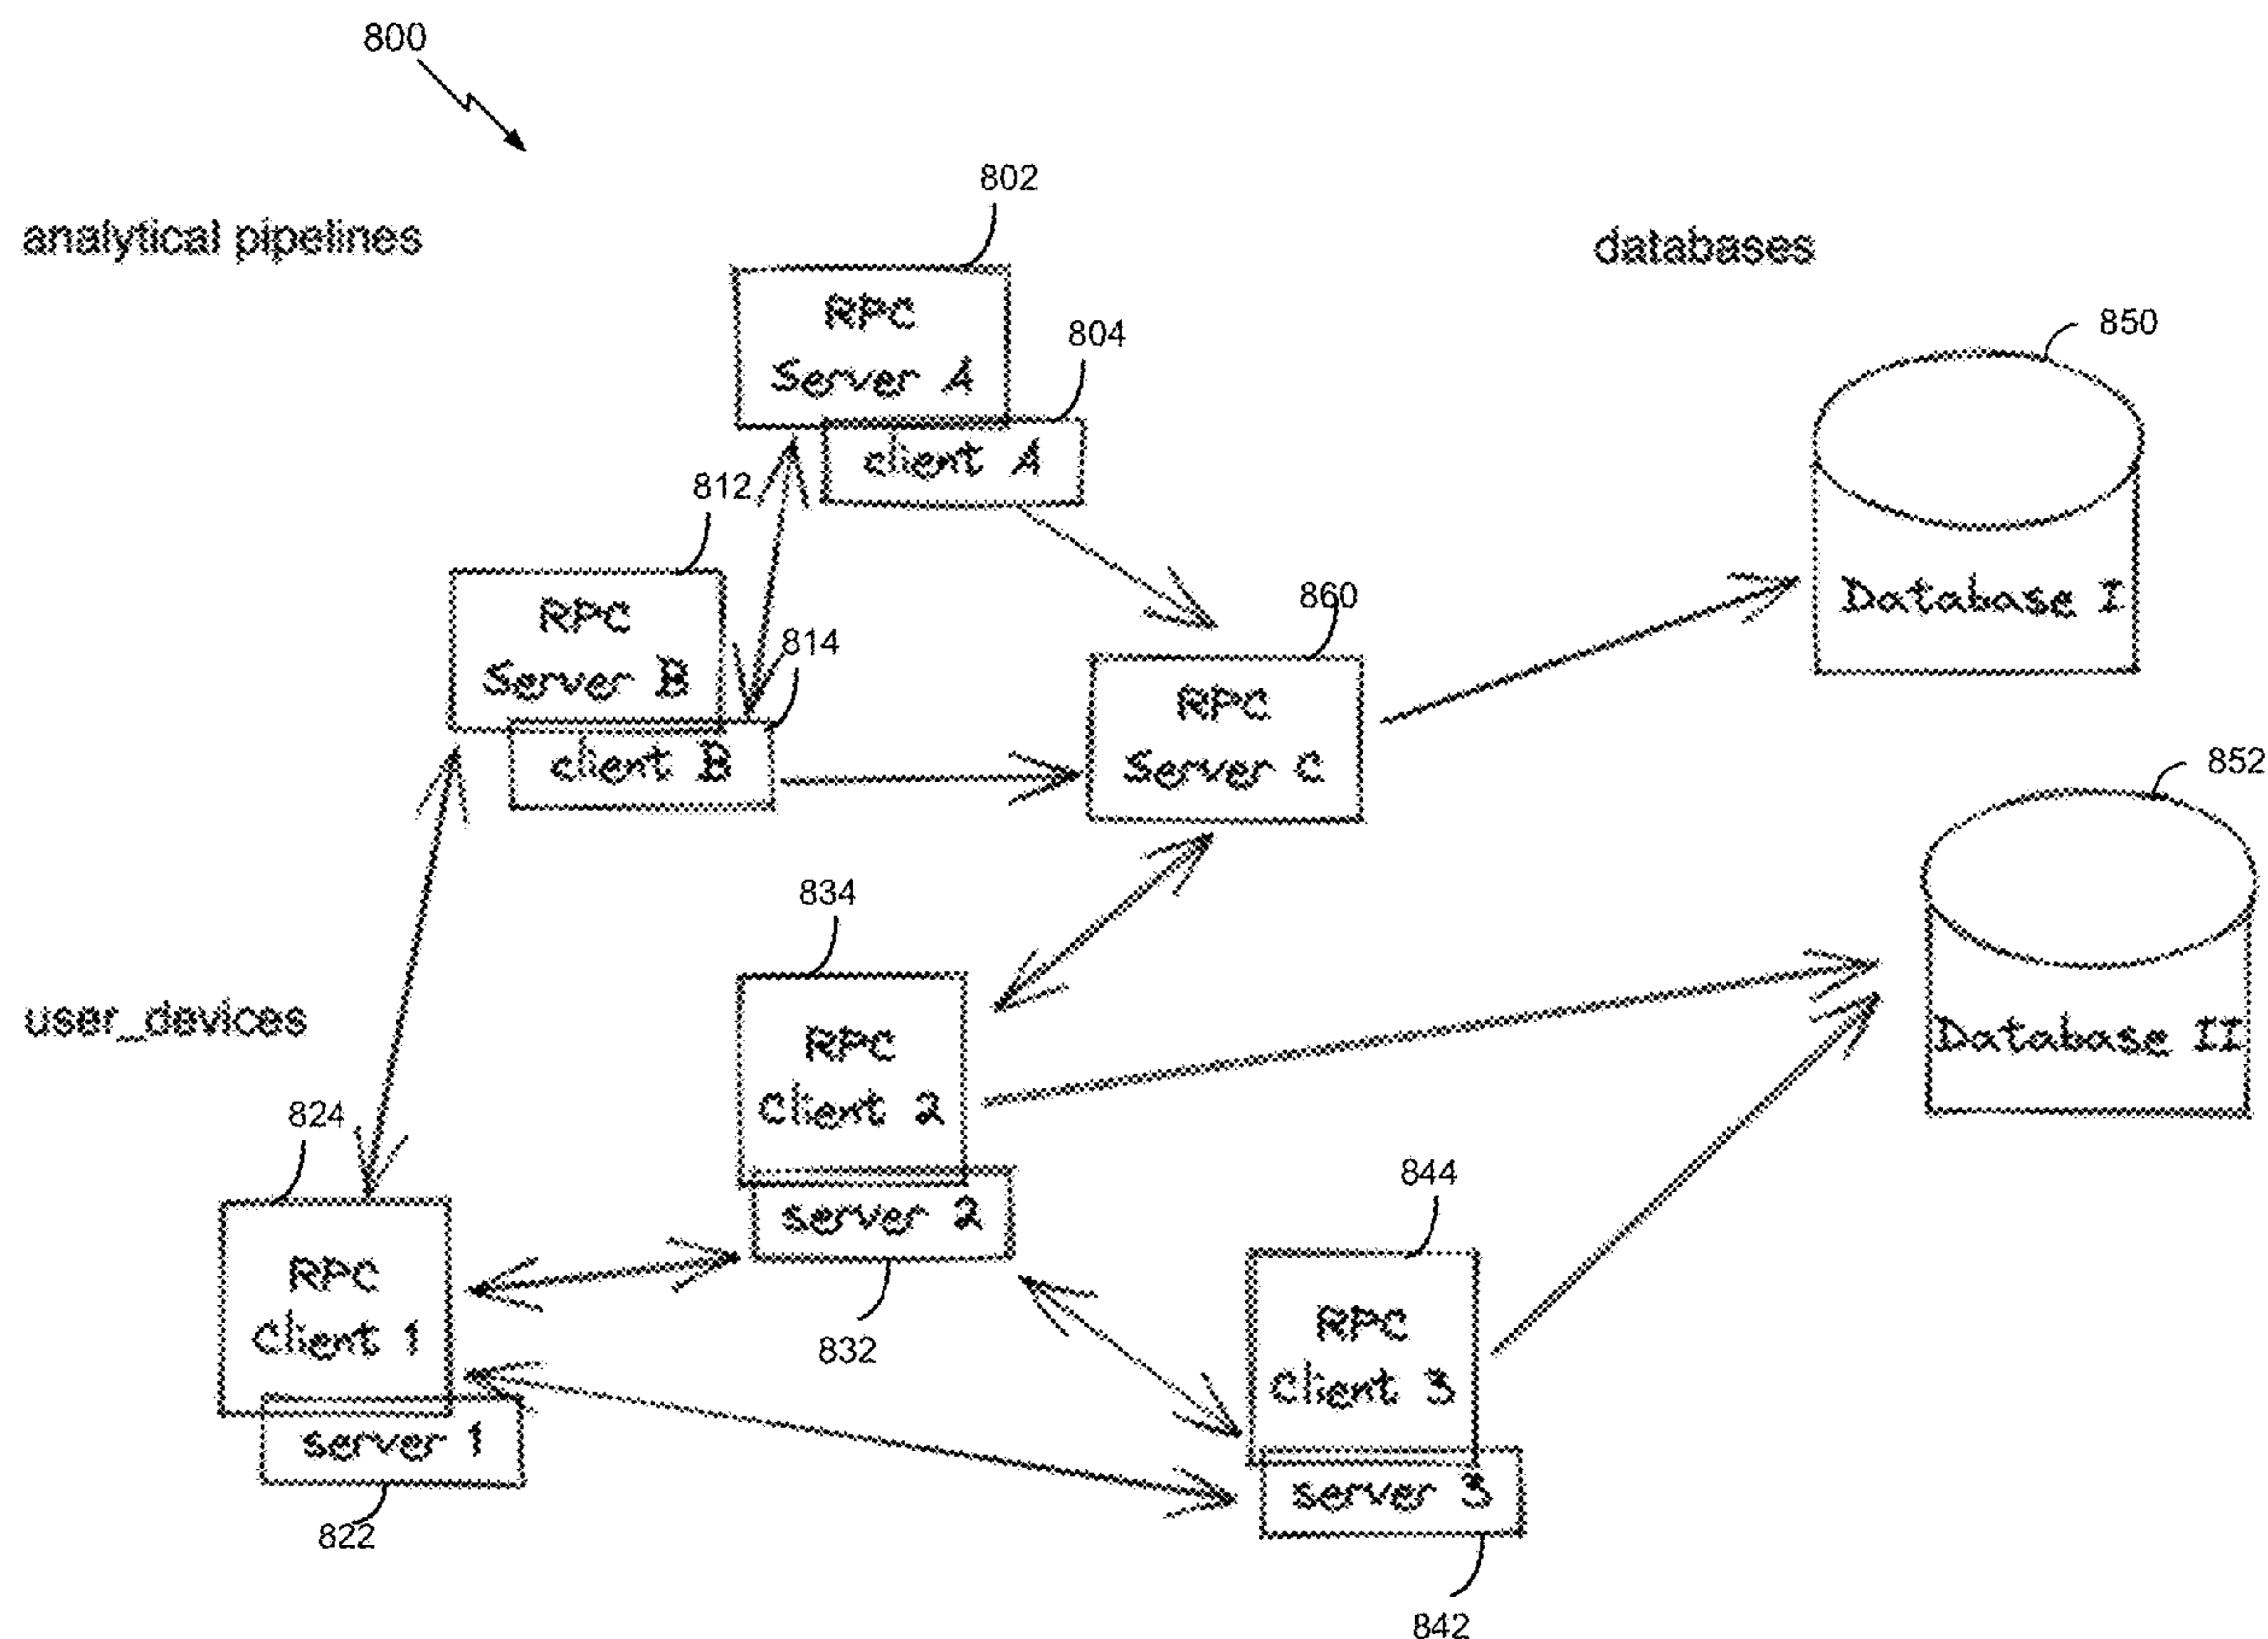 800
802
analytical pipelines
databases
RPC
Server A
804
850
client A
812
RPC
Server B
814
860
Database I
RPC
Server C
client B
852
834
user_devices
RPC
Client 2
Database II
824
844
server 2
RPC
Client 1
832
RPC
Client 3
server 1
server 3
822
842